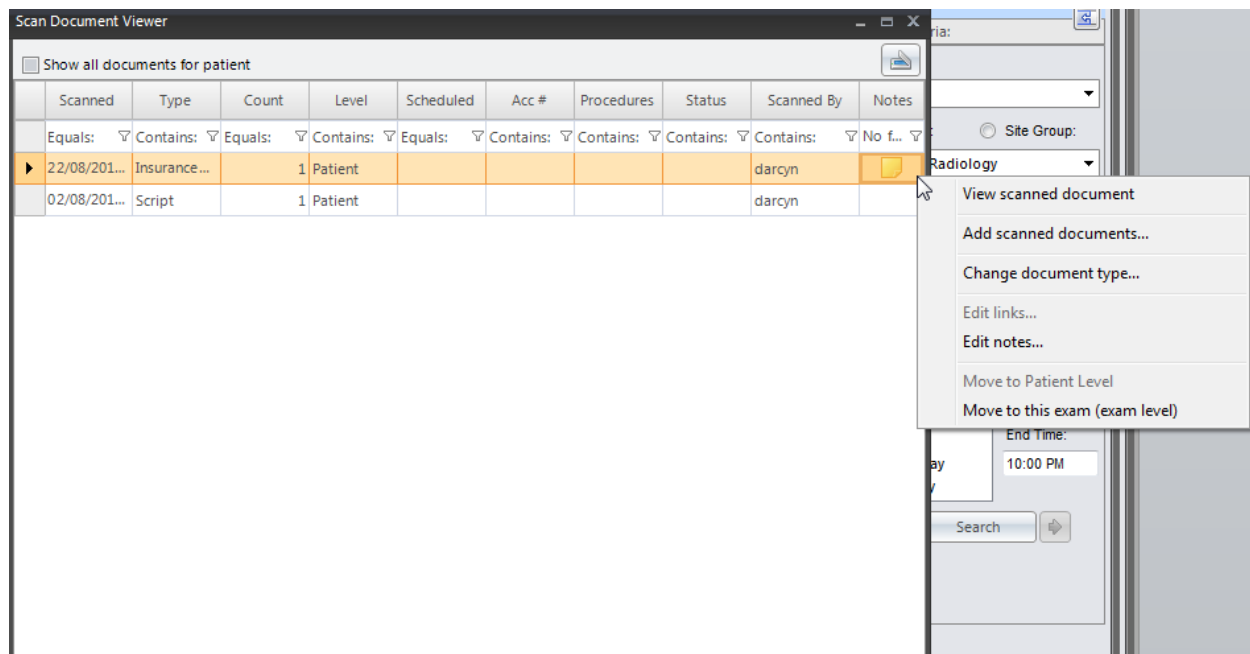 Scan Document Viewer
ria:
Show all documents for patient
Scanned Type Count Level Scheduled Acc # Procedures Status Scanned By Notes
Equals: Contains: Equals: Contains: Equals: Contains: Contains: Contains: Contains: No f...
Site Group:
22/08/201... Insurance... 1 Patient darcyn
Radiology
02/08/201... Script 1 Patient darcyn
View scanned document
Add scanned documents...
Change document type...
Edit links...
Edit notes...
Move to Patient Level
Move to this exam (exam level)
End Time:
ay 10:00 PM
Search